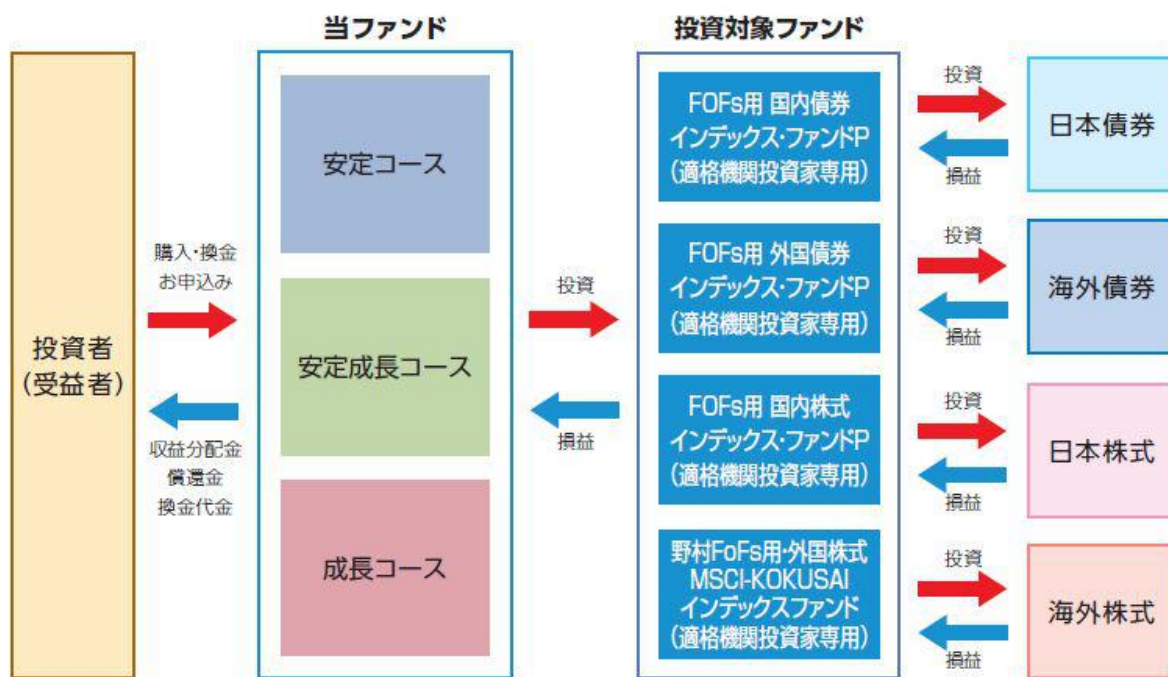 当ファンド
投資対象ファンド
投資者
（受益者）
購入・換金
お申込み
収益分配金
償還金
換金代金
安定コース
安定成長コース
成長コース
投資
損益
FOFs用 国内債券
インデックス・ファンドP
（適格機関投資家専用）
FOFs用 外国債券
インデックス・ファンドP
（適格機関投資家専用）
FOFs用 国内株式
インデックス・ファンドP
（適格機関投資家専用）
野村FoFs用・外国株式
MSCI-KOKUSAI
インデックスファンド
（適格機関投資家専用）
投資
損益
日本債券
投資
損益
海外債券
投資
損益
日本株式
投資
損益
海外株式